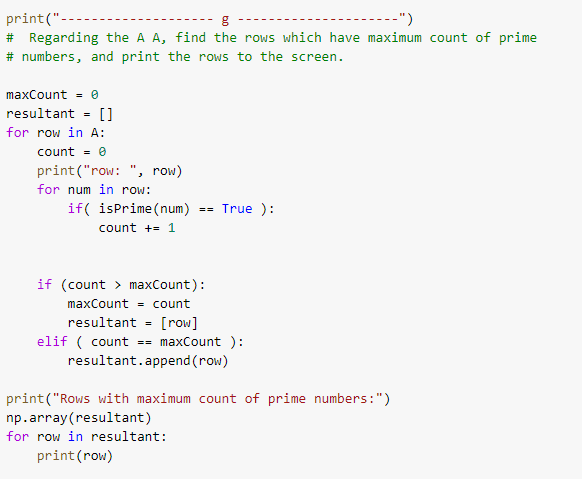 print("-------------------- g ---------------------")
#  Regarding the A A, find the rows which have maximum count of prime
# numbers, and print the rows to the screen.
maxCount = 0
resultant = []
for row in A:
    count = 0
    print("row: ", row)
    for num in row:
        if( isPrime(num) == True ):
            count += 1
    if (count > maxCount):
        maxCount = count
        resultant = [row]
    elif ( count == maxCount ):
        resultant.append(row)
print("Rows with maximum count of prime numbers:")
np.array(resultant)
for row in resultant:
    print(row)